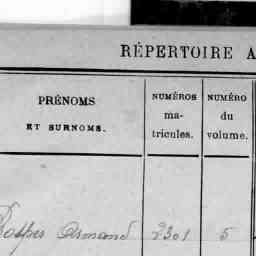 RÉPERTOIRE A
PRÉNOMS
ET SURNOMS.
NUMÉROS
ma-
tricules.
NUMÉRO
du
volume.
Armand 2301 5